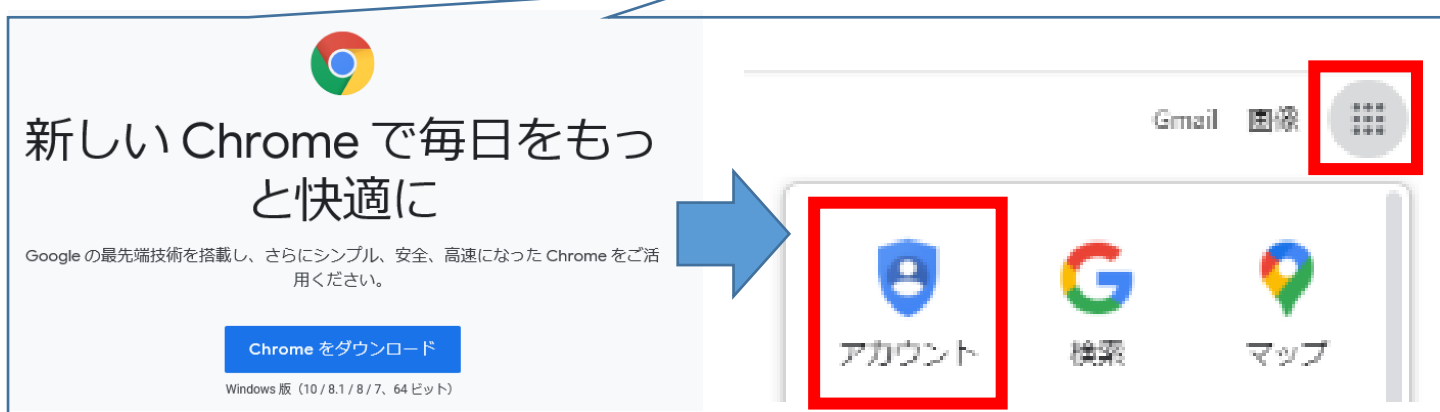 新しい Chrome で毎日をもっ
と快適に
Google の最先端技術を搭載し、さらにシンプル、安全、高速になった Chrome をご活
用ください。
Chrome をダウンロード
Windows 版（10 / 8.1 / 8 / 7、64 ビット）
Gmail 画像
アカウント 検索 マップ